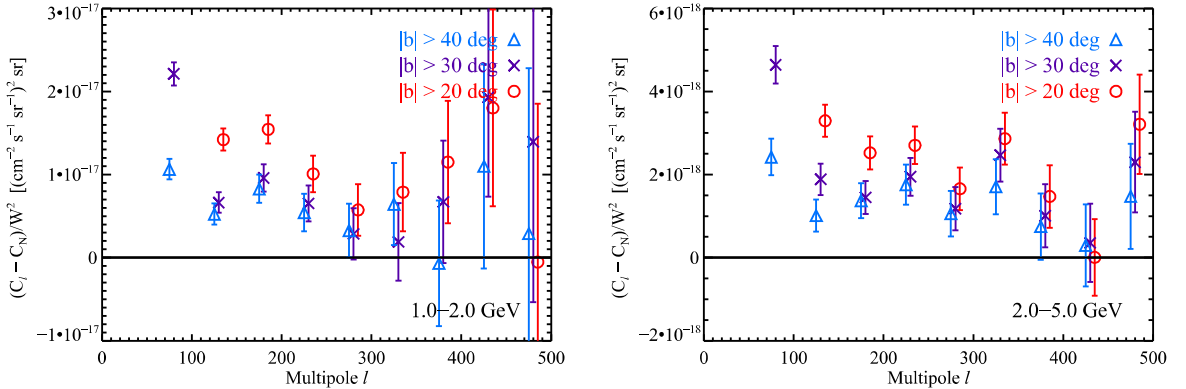 3•10⁻¹⁷
2•10⁻¹⁷
1•10⁻¹⁷
0
−1•10⁻¹⁷
(C_l − C_N)/W² [(cm⁻² s⁻¹ sr⁻¹)² sr]
|b| > 40 deg
|b| > 30 deg
|b| > 20 deg
1.0−2.0 GeV
0 100 200 300 400 500
Multipole l
6•10⁻¹⁸
4•10⁻¹⁸
2•10⁻¹⁸
0
−2•10⁻¹⁸
(C_l − C_N)/W² [(cm⁻² s⁻¹ sr⁻¹)² sr]
|b| > 40 deg
|b| > 30 deg
|b| > 20 deg
2.0−5.0 GeV
0 100 200 300 400 500
Multipole l